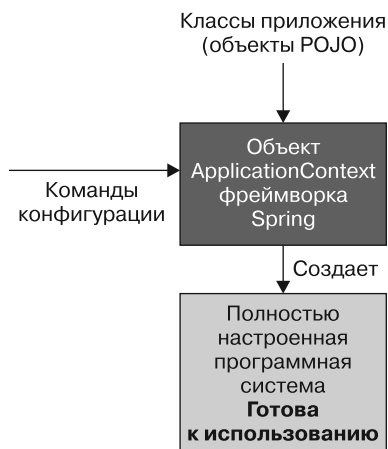 Классы приложения
(объекты POJO)
Объект
ApplicationContext
фреймворка
Spring
Команды
конфигурации
Создает
Полностью
настроенная
программная
система
Готова
к использованию